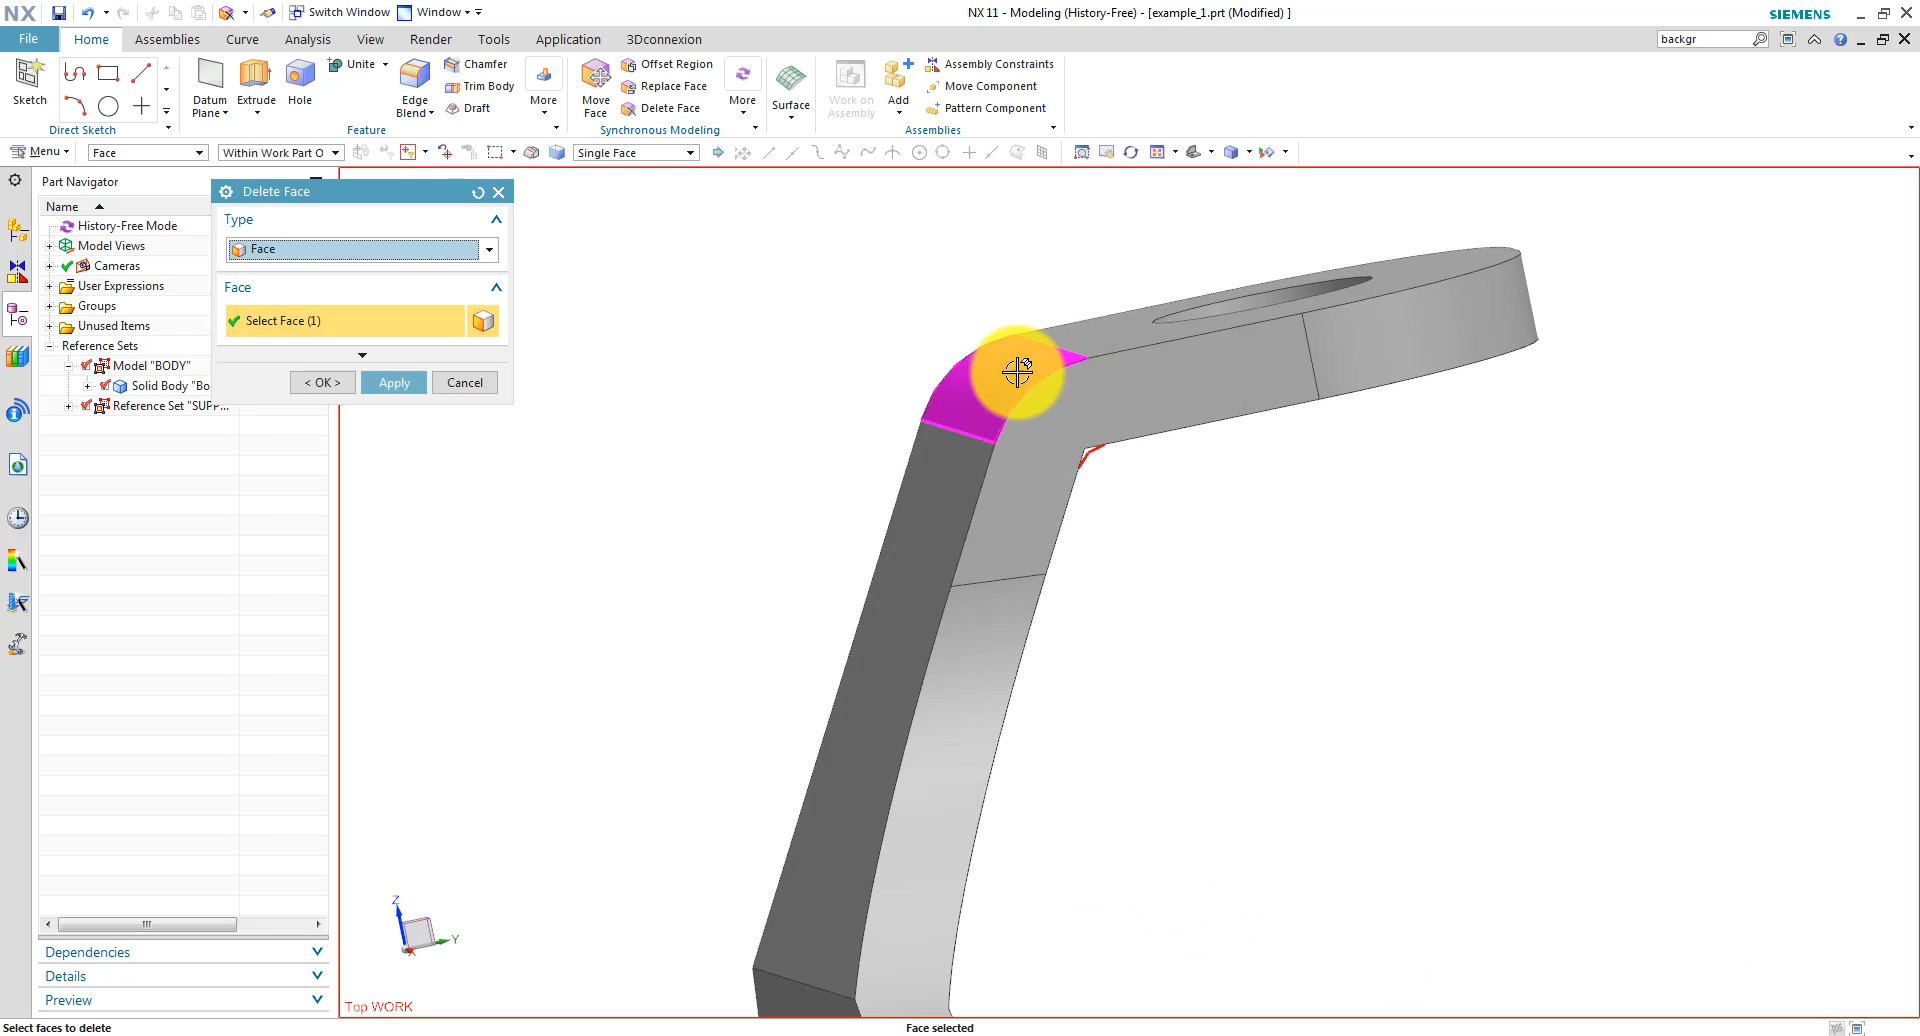 NX
Switch Window
Window
NX 11 - Modeling (History-Free) - [example_1.prt (Modified) ]
SIEMENS
File
Home
Assemblies
Curve
Analysis
View
Render
Tools
Application
3Dconnexion
backgr
Sketch
Direct Sketch
Datum Plane
Extrude
Hole
Unite
Edge Blend
Chamfer
Trim Body
Draft
More
Feature
Move Face
Offset Region
Replace Face
Delete Face
More
Synchronous Modeling
Surface
Work on Assembly
Add
Assembly Constraints
Move Component
Pattern Component
Assemblies
Menu
Face
Within Work Part O
Single Face
Part Navigator
Name
History-Free Mode
Model Views
Cameras
User Expressions
Groups
Unused Items
Reference Sets
Model "BODY"
Solid Body "Bo
Reference Set "SUPP...
Dependencies
Details
Preview
Delete Face
Type
Face
Face
Select Face (1)
< OK >
Apply
Cancel
Z
Y
X
Top WORK
Select faces to delete
Face selected